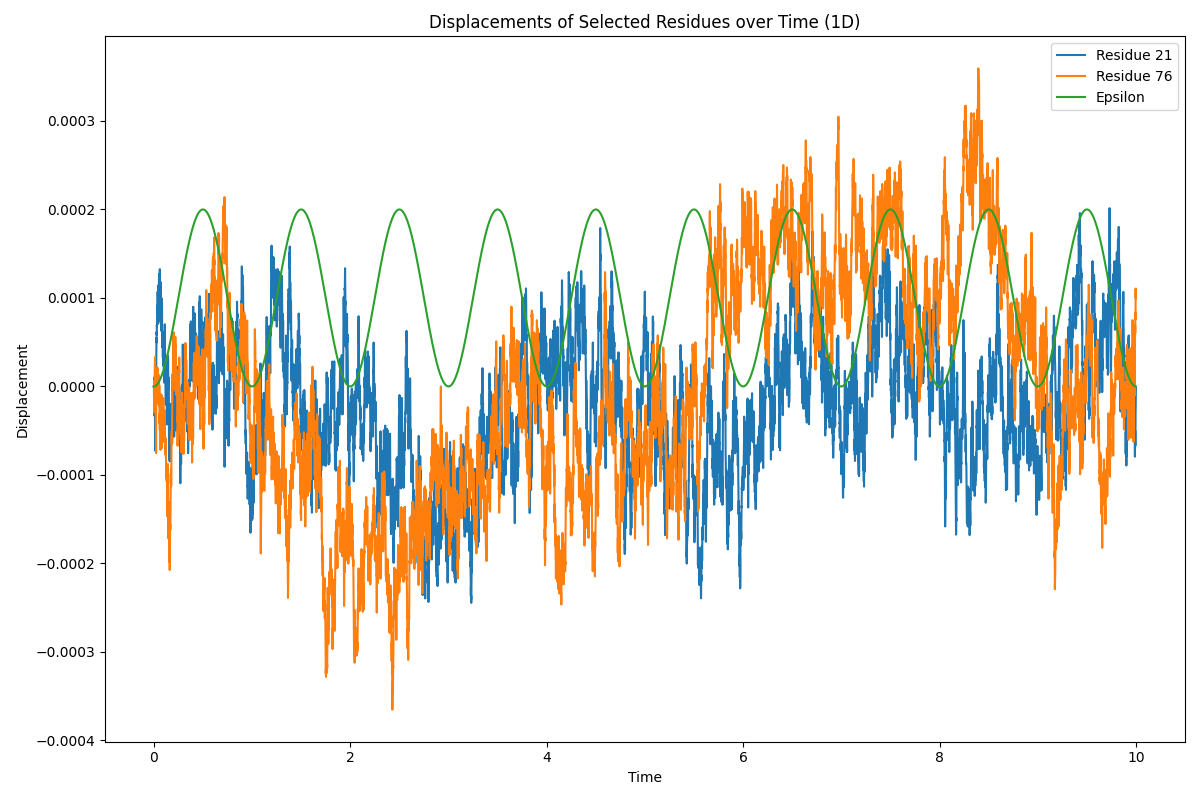 Displacements of Selected Residues over Time (1D)
Residue 21
Residue 76
Epsilon
0.0003
0.0002
0.0001
0.0000
−0.0001
−0.0002
−0.0003
−0.0004
Displacement
0 2 4 6 8 10
Time